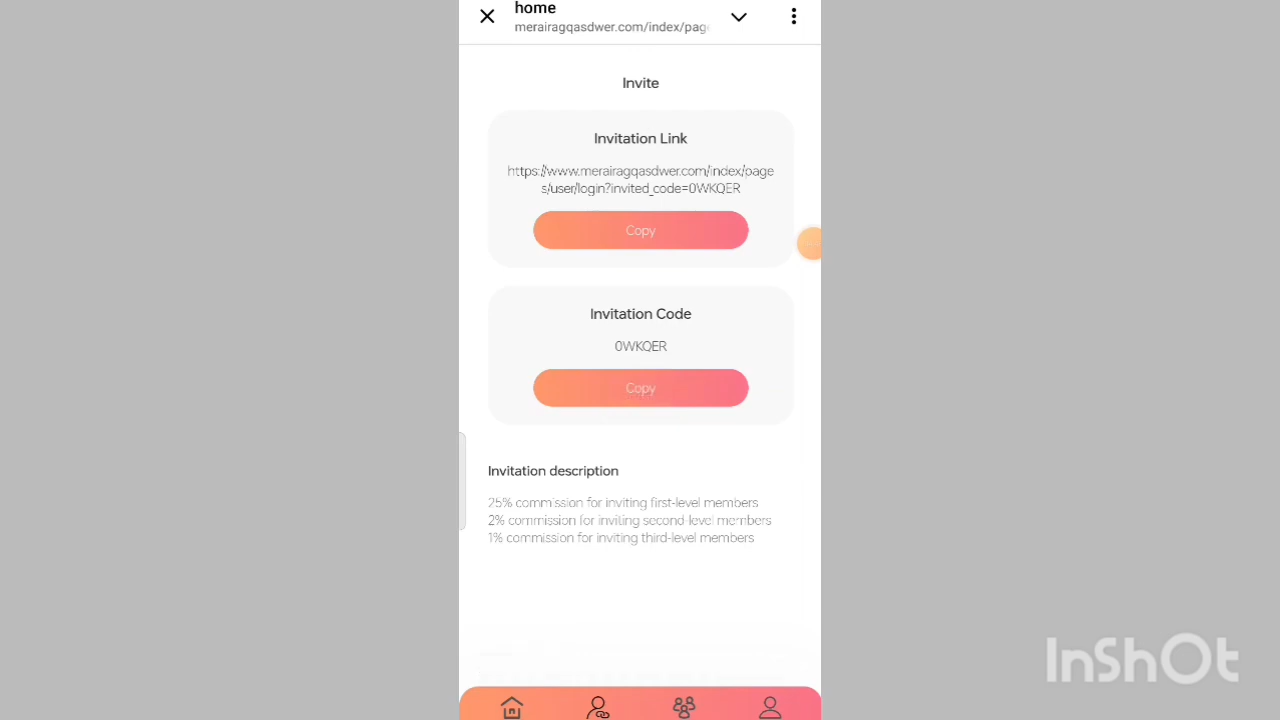 home
merairagqasdwer.com/index/page
Invite
Invitation Link
https://www.merairagqasdwer.com/index/page
s/user/login?invited_code=0WKQER
Copy
Invitation Code
0WKQER
Copy
Invitation description
25% commission for inviting first-level members
2% commission for inviting second-level members
1% commission for inviting third-level members
InShOt